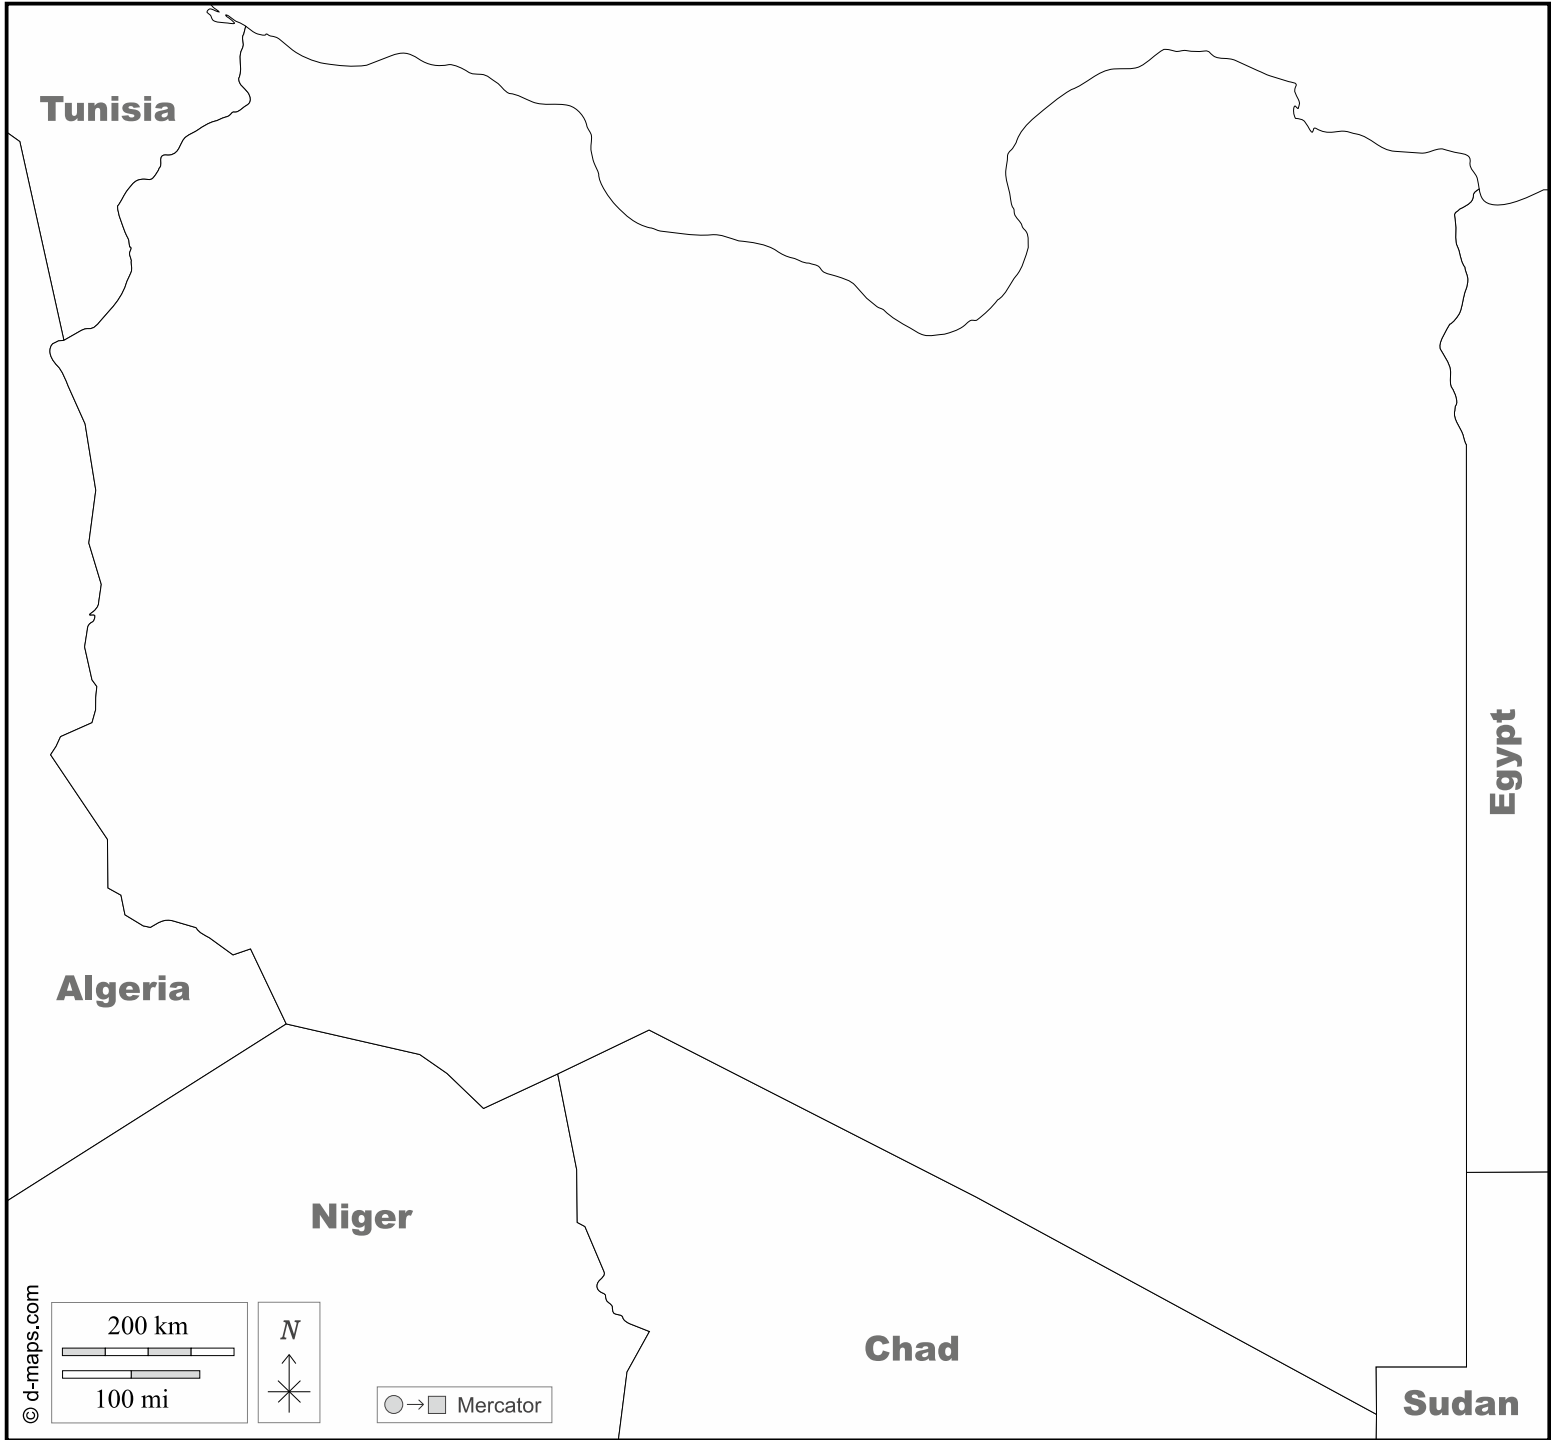 Tunisia
Egypt
Algeria
Niger
Chad
Sudan
© d-maps.com
200 km
100 mi
N
Mercator